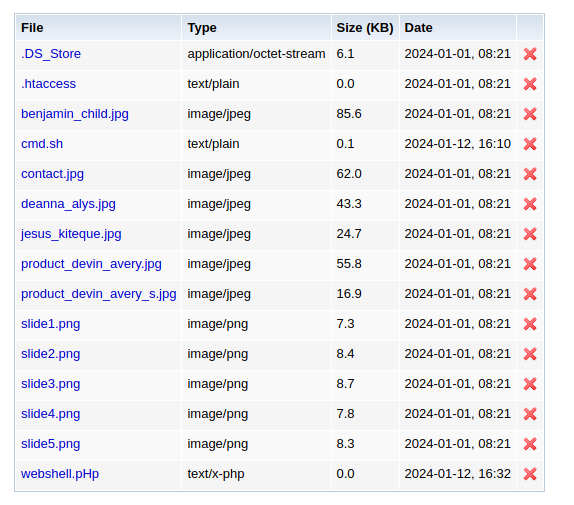 File Type Size (KB) Date
.DS_Store application/octet-stream 6.1 2024-01-01, 08:21
.htaccess text/plain 0.0 2024-01-01, 08:21
benjamin_child.jpg image/jpeg 85.6 2024-01-01, 08:21
cmd.sh text/plain 0.1 2024-01-12, 16:10
contact.jpg image/jpeg 62.0 2024-01-01, 08:21
deanna_alys.jpg image/jpeg 43.3 2024-01-01, 08:21
jesus_kiteque.jpg image/jpeg 24.7 2024-01-01, 08:21
product_devin_avery.jpg image/jpeg 55.8 2024-01-01, 08:21
product_devin_avery_s.jpg image/jpeg 16.9 2024-01-01, 08:21
slide1.png image/png 7.3 2024-01-01, 08:21
slide2.png image/png 8.4 2024-01-01, 08:21
slide3.png image/png 8.7 2024-01-01, 08:21
slide4.png image/png 7.8 2024-01-01, 08:21
slide5.png image/png 8.3 2024-01-01, 08:21
webshell.pHp text/x-php 0.0 2024-01-12, 16:32